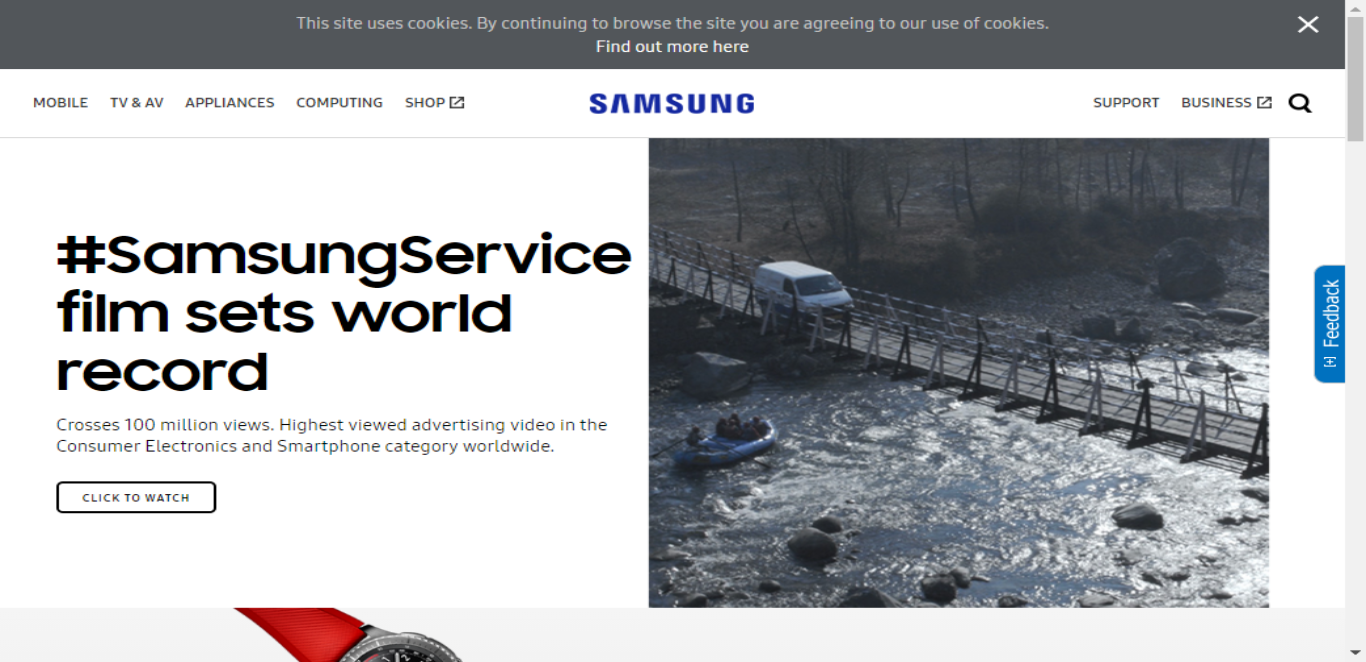 This site uses cookies. By continuing to browse the site you are agreeing to our use of cookies.
Find out more here
MOBILE TV & AV APPLIANCES COMPUTING SHOP SAMSUNG SUPPORT BUSINESS
#SamsungService
film sets world
record
Crosses 100 million views. Highest viewed advertising video in the
Consumer Electronics and Smartphone category worldwide.
CLICK TO WATCH
[+] Feedback